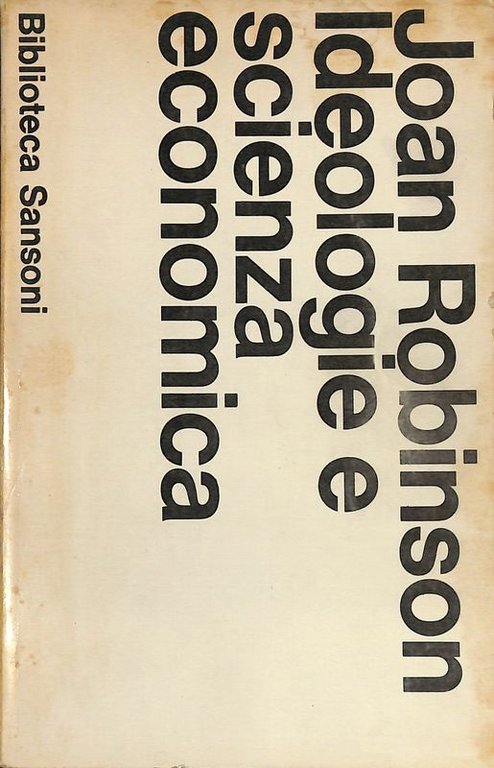 Joan Robinson
Ideologie e
scienza
economica
Biblioteca Sansoni